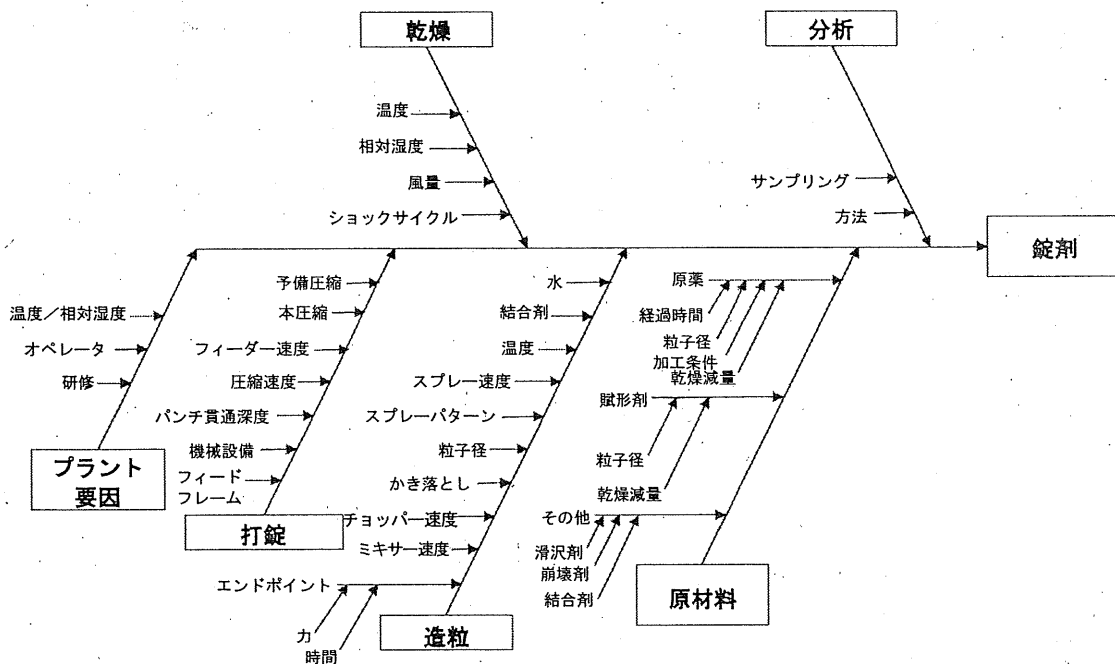 乾燥
分析
温度
相対湿度
風量
ショックサイクル
サンプリング
方法
錠剤
温度／相対湿度
オペレータ
研修
プラント
要因
予備圧縮
本圧縮
フィーダー速度
圧縮速度
パンチ貫通深度
機械設備
フィード
フレーム
打錠
水
結合剤
温度
スプレー速度
スプレーパターン
粒子径
かき落とし
チョッパー速度
ミキサー速度
エンドポイント
力
時間
造粒
原薬
経過時間
粒子径
加工条件
乾燥減量
賦形剤
粒子径
乾燥減量
その他
滑沢剤
崩壊剤
結合剤
原材料